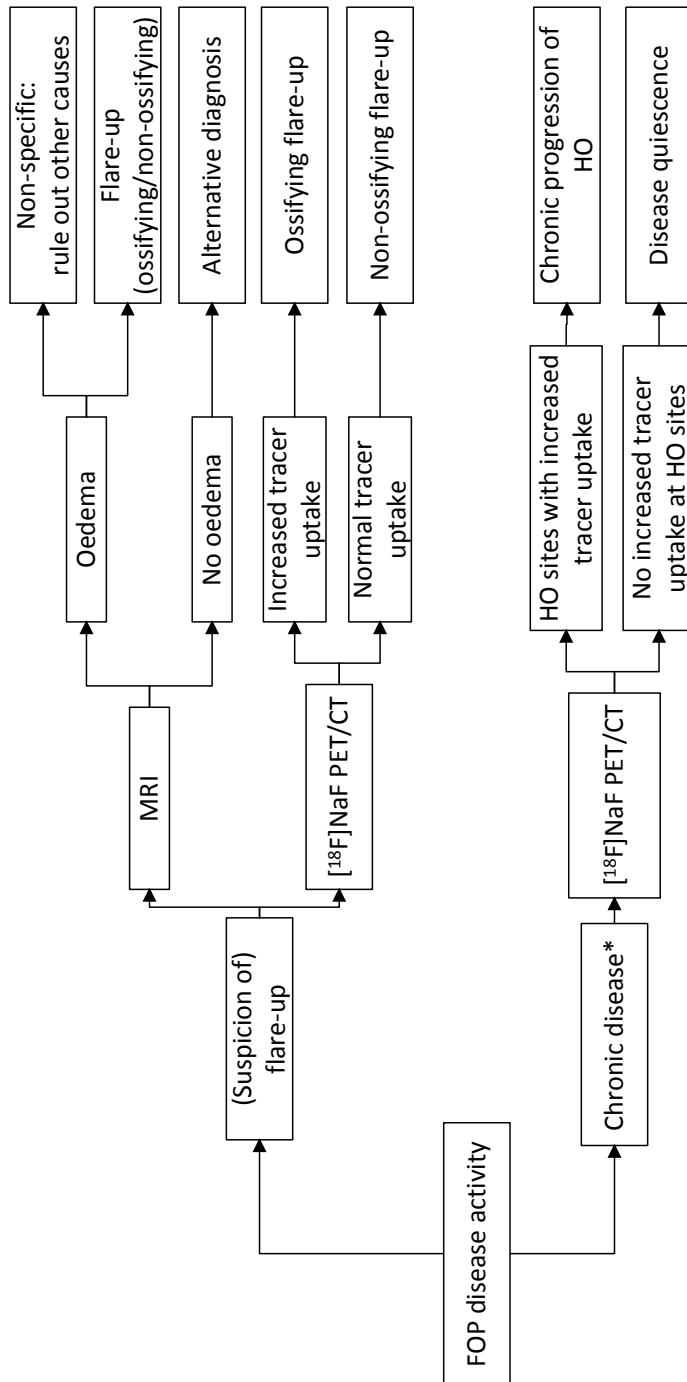 FOP disease activity
(Suspicion of)
flare-up
MRI
Oedema
Non-specific:
rule out other causes
Flare-up
(ossifying/non-ossifying)
No oedema
Alternative diagnosis
[¹⁸F]NaF PET/CT
Increased tracer
uptake
Ossifying flare-up
Normal tracer
uptake
Non-ossifying flare-up
Chronic disease*
[¹⁸F]NaF PET/CT
HO sites with increased
tracer uptake
Chronic progression of
HO
No increased tracer
uptake at HO sites
Disease quiescence